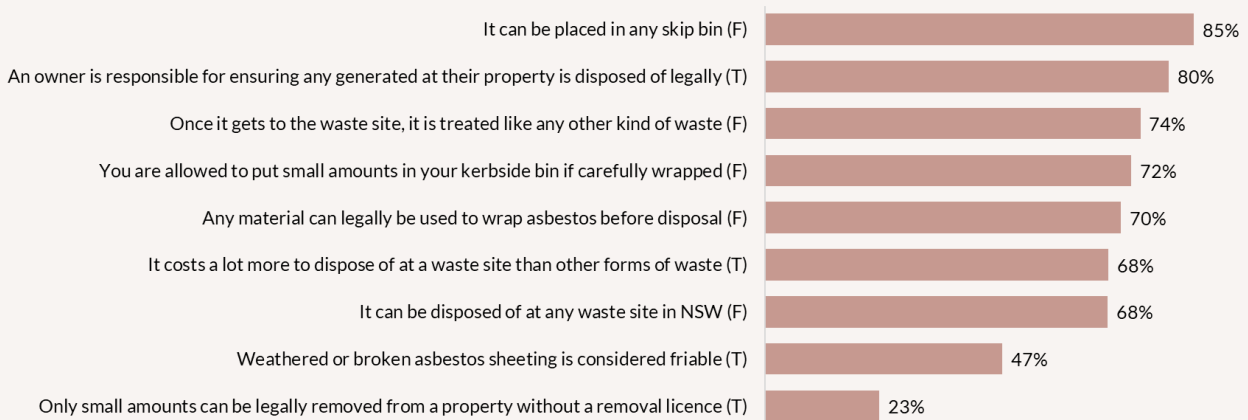 It can be placed in any skip bin (F) 85%
An owner is responsible for ensuring any generated at their property is disposed of legally (T) 80%
Once it gets to the waste site, it is treated like any other kind of waste (F) 74%
You are allowed to put small amounts in your kerbside bin if carefully wrapped (F) 72%
Any material can legally be used to wrap asbestos before disposal (F) 70%
It costs a lot more to dispose of at a waste site than other forms of waste (T) 68%
It can be disposed of at any waste site in NSW (F) 68%
Weathered or broken asbestos sheeting is considered friable (T) 47%
Only small amounts can be legally removed from a property without a removal licence (T) 23%